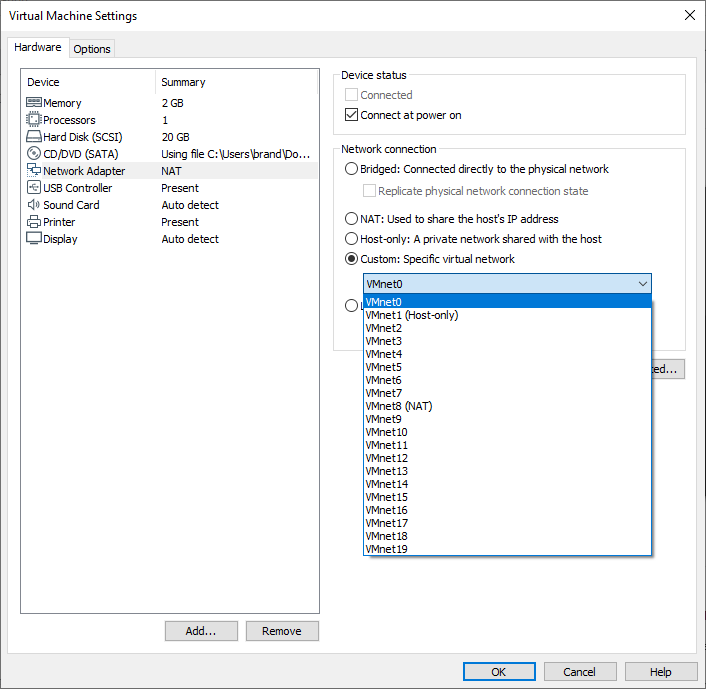 Virtual Machine Settings
Hardware
Options
Device Summary
Memory 2 GB
Processors 1
Hard Disk (SCSI) 20 GB
CD/DVD (SATA) Using file C:\Users\brand\Do...
Network Adapter NAT
USB Controller Present
Sound Card Auto detect
Printer Present
Display Auto detect
Add...
Remove
Device status
Connected
Connect at power on
Network connection
Bridged: Connected directly to the physical network
Replicate physical network connection state
NAT: Used to share the host's IP address
Host-only: A private network shared with the host
Custom: Specific virtual network
VMnet0
VMnet0
VMnet1 (Host-only)
VMnet2
VMnet3
VMnet4
VMnet5
VMnet6
VMnet7
VMnet8 (NAT)
VMnet9
VMnet10
VMnet11
VMnet12
VMnet13
VMnet14
VMnet15
VMnet16
VMnet17
VMnet18
VMnet19
OK
Cancel
Help